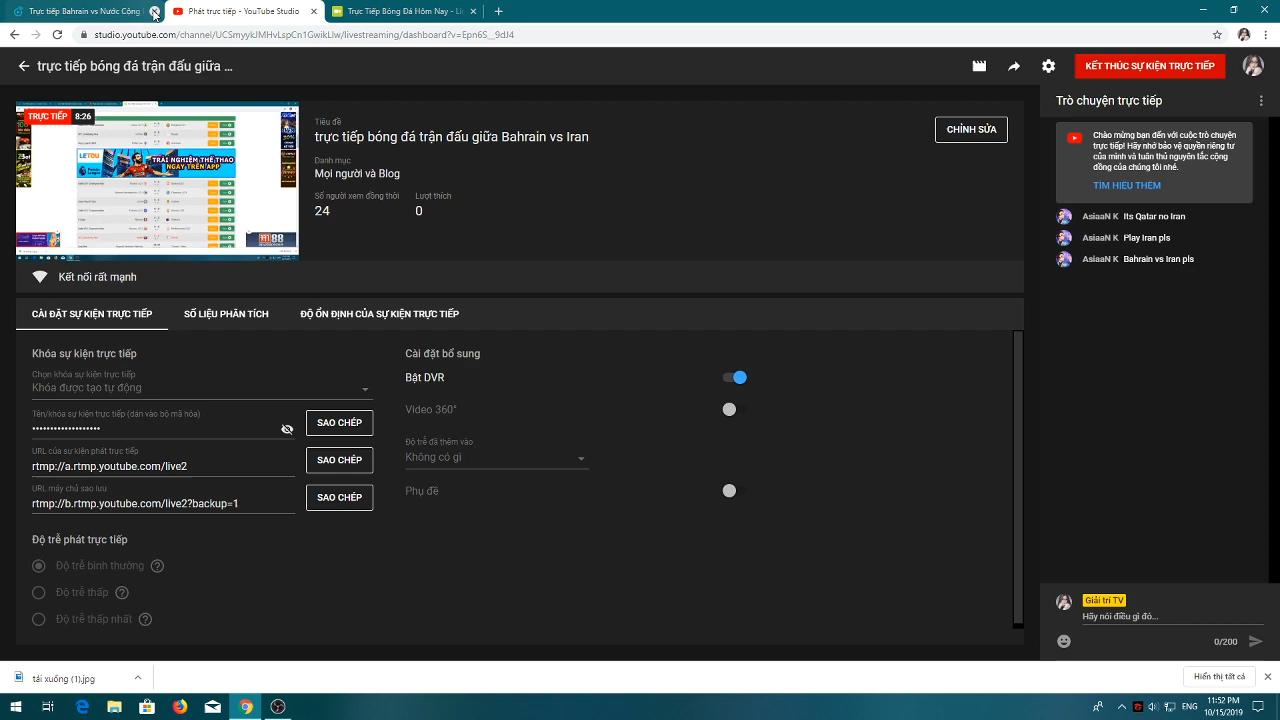 Trực tiếp Bahrain vs Nước Cộng
Phát trực tiếp - YouTube Studio
Trực Tiếp Bóng Đá Hôm Nay - Li
studio.youtube.com/channel/UCSmyykJMHvLspCn1GwikLlw/livestreaming/dashboard?v=Epn6S__9dJ4
trực tiếp bóng đá trận đấu giữa ...
KẾT THÚC SỰ KIỆN TRỰC TIẾP
TRỰC TIẾP 8:26
LETOU
Premier League
TRẢI NGHIỆM THỂ THAO
NGAY TRÊN APP
Tiêu đề
trực tiếp bóng đá trận đấu giữa bahrain vs Iran
CHỈNH SỬA
Danh mục
Mọi người và Blog
Kết nối rất mạnh
CÀI ĐẶT SỰ KIỆN TRỰC TIẾP
SỐ LIỆU PHÂN TÍCH
ĐỘ ỔN ĐỊNH CỦA SỰ KIỆN TRỰC TIẾP
Khóa sự kiện trực tiếp
Chọn khóa sự kiện trực tiếp
Khóa được tạo tự động
Tên/khóa sự kiện trực tiếp (dán vào bộ mã hóa)
SAO CHÉP
URL của sự kiện phát trực tiếp
rtmp://a.rtmp.youtube.com/live2
SAO CHÉP
URL máy chủ sao lưu
rtmp://b.rtmp.youtube.com/live2?backup=1
SAO CHÉP
Độ trễ phát trực tiếp
Độ trễ bình thường
Độ trễ thấp
Độ trễ thấp nhất
Cài đặt bổ sung
Bật DVR
Video 360°
Độ trễ đã thêm vào
Không có gì
Phụ đề
Trò chuyện trực tiếp
Chào mừng bạn đến với cuộc trò chuyện
trực tiếp! Hãy nhớ bảo vệ quyền riêng tư
của mình và tuân thủ nguyên tắc cộng
đồng của chúng tôi nhé.
TÌM HIỂU THÊM
AsiaaN K Its Qatar no Iran
AsiaaN K Play Iran pls
AsiaaN K Bahrain vs Iran pls
Giải trí TV
Hãy nói điều gì đó...
0/200
tải xuống (1).jpg
Hiển thị tất cả
ENG
11:52 PM
10/15/2019